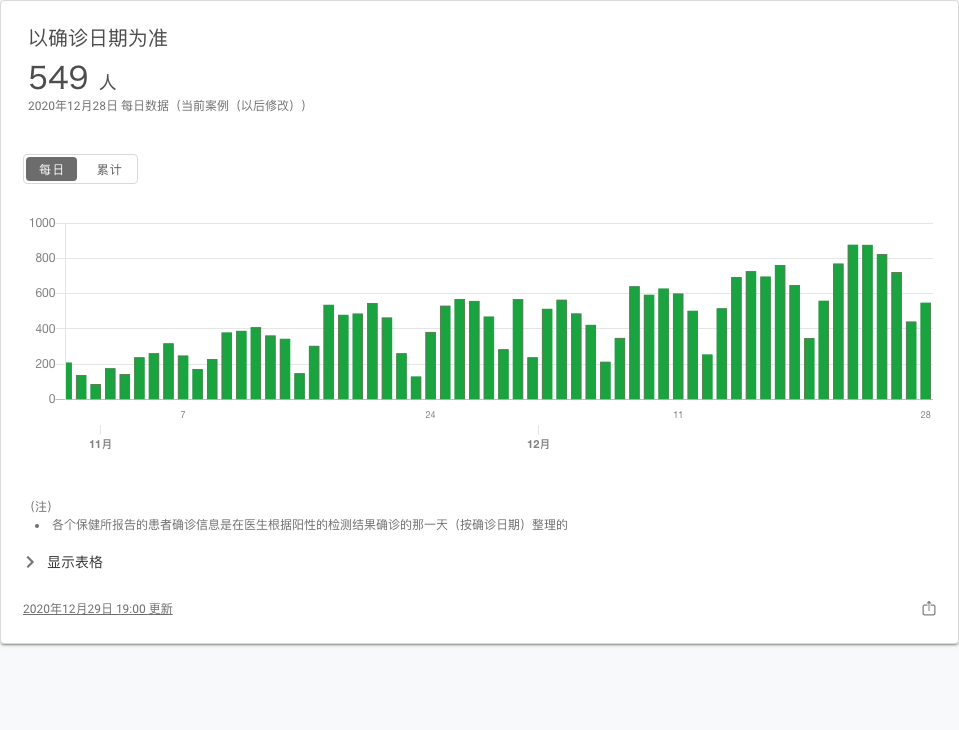 以确诊日期为准
549 人
2020年12月28日 每日数据（当前案例（以后修改））
每日 累计
1000
800
600
400
200
0
7 24 11 28
11月 12月
（注）
• 各个保健所报告的患者确诊信息是在医生根据阳性的检测结果确诊的那一天（按确诊日期）整理的
显示表格
2020年12月29日 19:00 更新